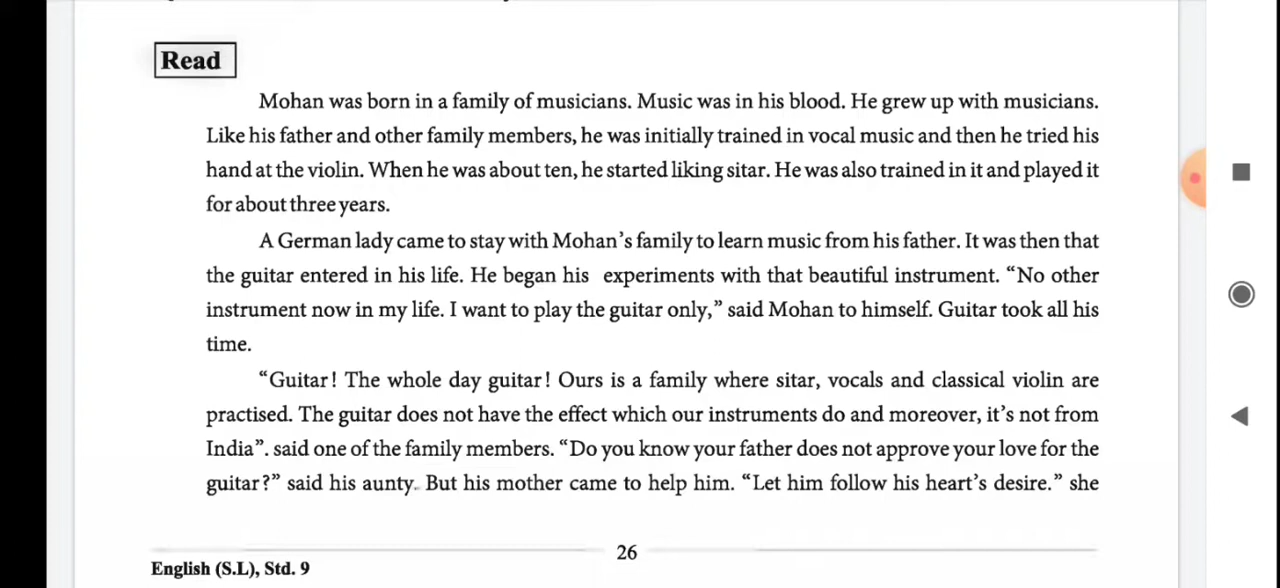 Read
Mohan was born in a family of musicians. Music was in his blood. He grew up with musicians.
Like his father and other family members, he was initially trained in vocal music and then he tried his
hand at the violin. When he was about ten, he started liking sitar. He was also trained in it and played it
for about three years.
A German lady came to stay with Mohan's family to learn music from his father. It was then that
the guitar entered in his life. He began his experiments with that beautiful instrument. “No other
instrument now in my life. I want to play the guitar only,” said Mohan to himself. Guitar took all his
time.
“Guitar! The whole day guitar! Ours is a family where sitar, vocals and classical violin are
practised. The guitar does not have the effect which our instruments do and moreover, it's not from
India”. said one of the family members. “Do you know your father does not approve your love for the
guitar?” said his aunty. But his mother came to help him. “Let him follow his heart's desire.” she
26
English (S.L), Std. 9